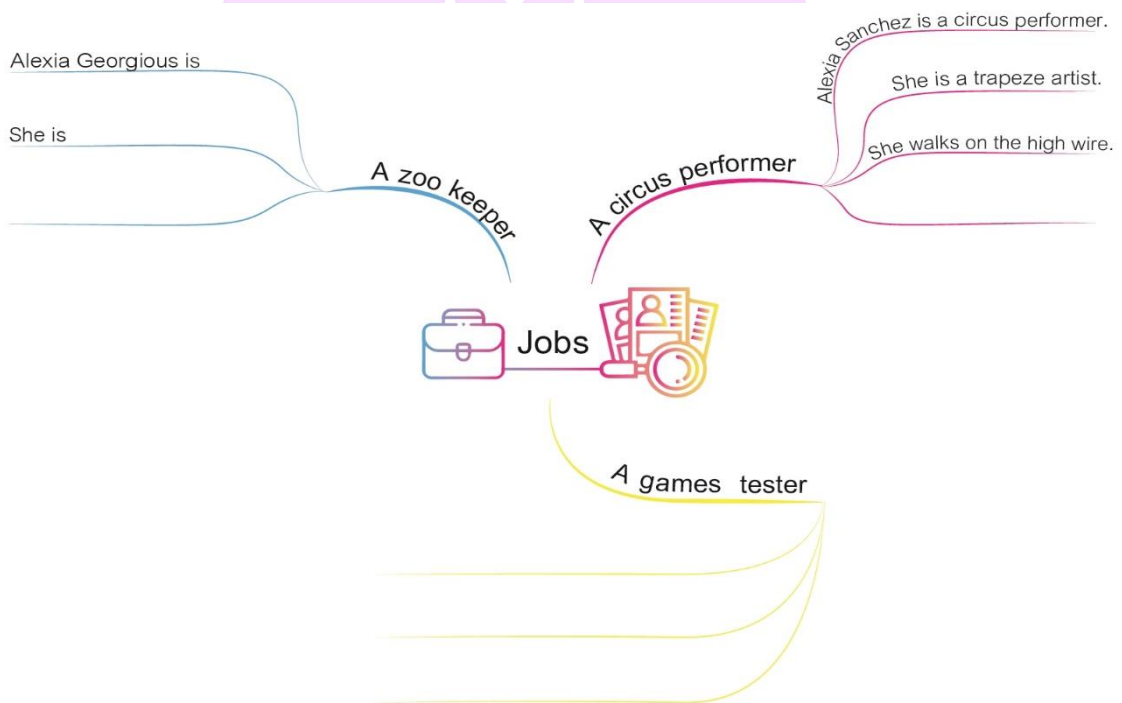 Alexia Georgious is
She is
A zoo keeper
Alexia Sanchez is a circus performer.
She is a trapeze artist.
She walks on the high wire.
A circus performer
Jobs
A games tester